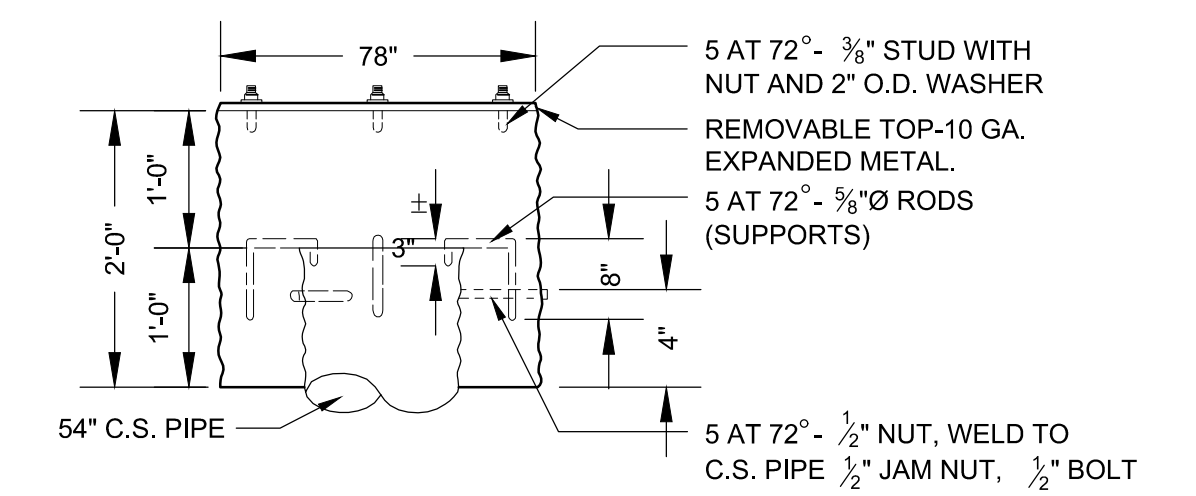 78"
5 AT 72°- ⅜" STUD WITH
NUT AND 2" O.D. WASHER
REMOVABLE TOP-10 GA.
EXPANDED METAL.
5 AT 72°- ⅝"Ø RODS
(SUPPORTS)
2'-0"
1'-0"
1'-0"
±
3"
8"
4"
54" C.S. PIPE
5 AT 72°- ½" NUT, WELD TO
C.S. PIPE ½" JAM NUT, ½" BOLT